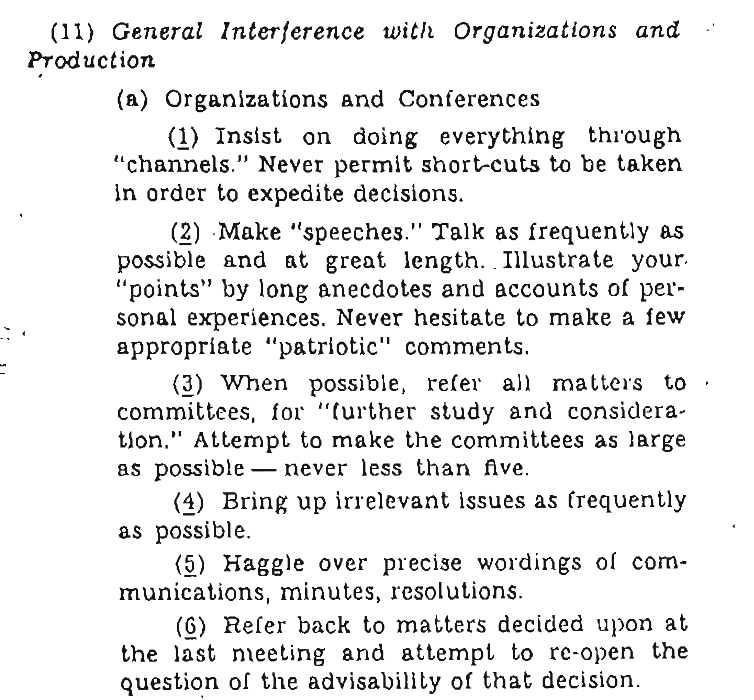 (11) General Interference with Organizations and
Production
(a) Organizations and Conferences
(1) Insist on doing everything through
"channels." Never permit short-cuts to be taken
in order to expedite decisions.
(2) Make "speeches." Talk as frequently as
possible and at great length. Illustrate your
"points" by long anecdotes and accounts of per-
sonal experiences. Never hesitate to make a few
appropriate "patriotic" comments.
(3) When possible, refer all matters to
committees, for "further study and considera-
tion." Attempt to make the committees as large
as possible — never less than five.
(4) Bring up irrelevant issues as frequently
as possible.
(5) Haggle over precise wordings of com-
munications, minutes, resolutions.
(6) Refer back to matters decided upon at
the last meeting and attempt to re-open the
question of the advisability of that decision.